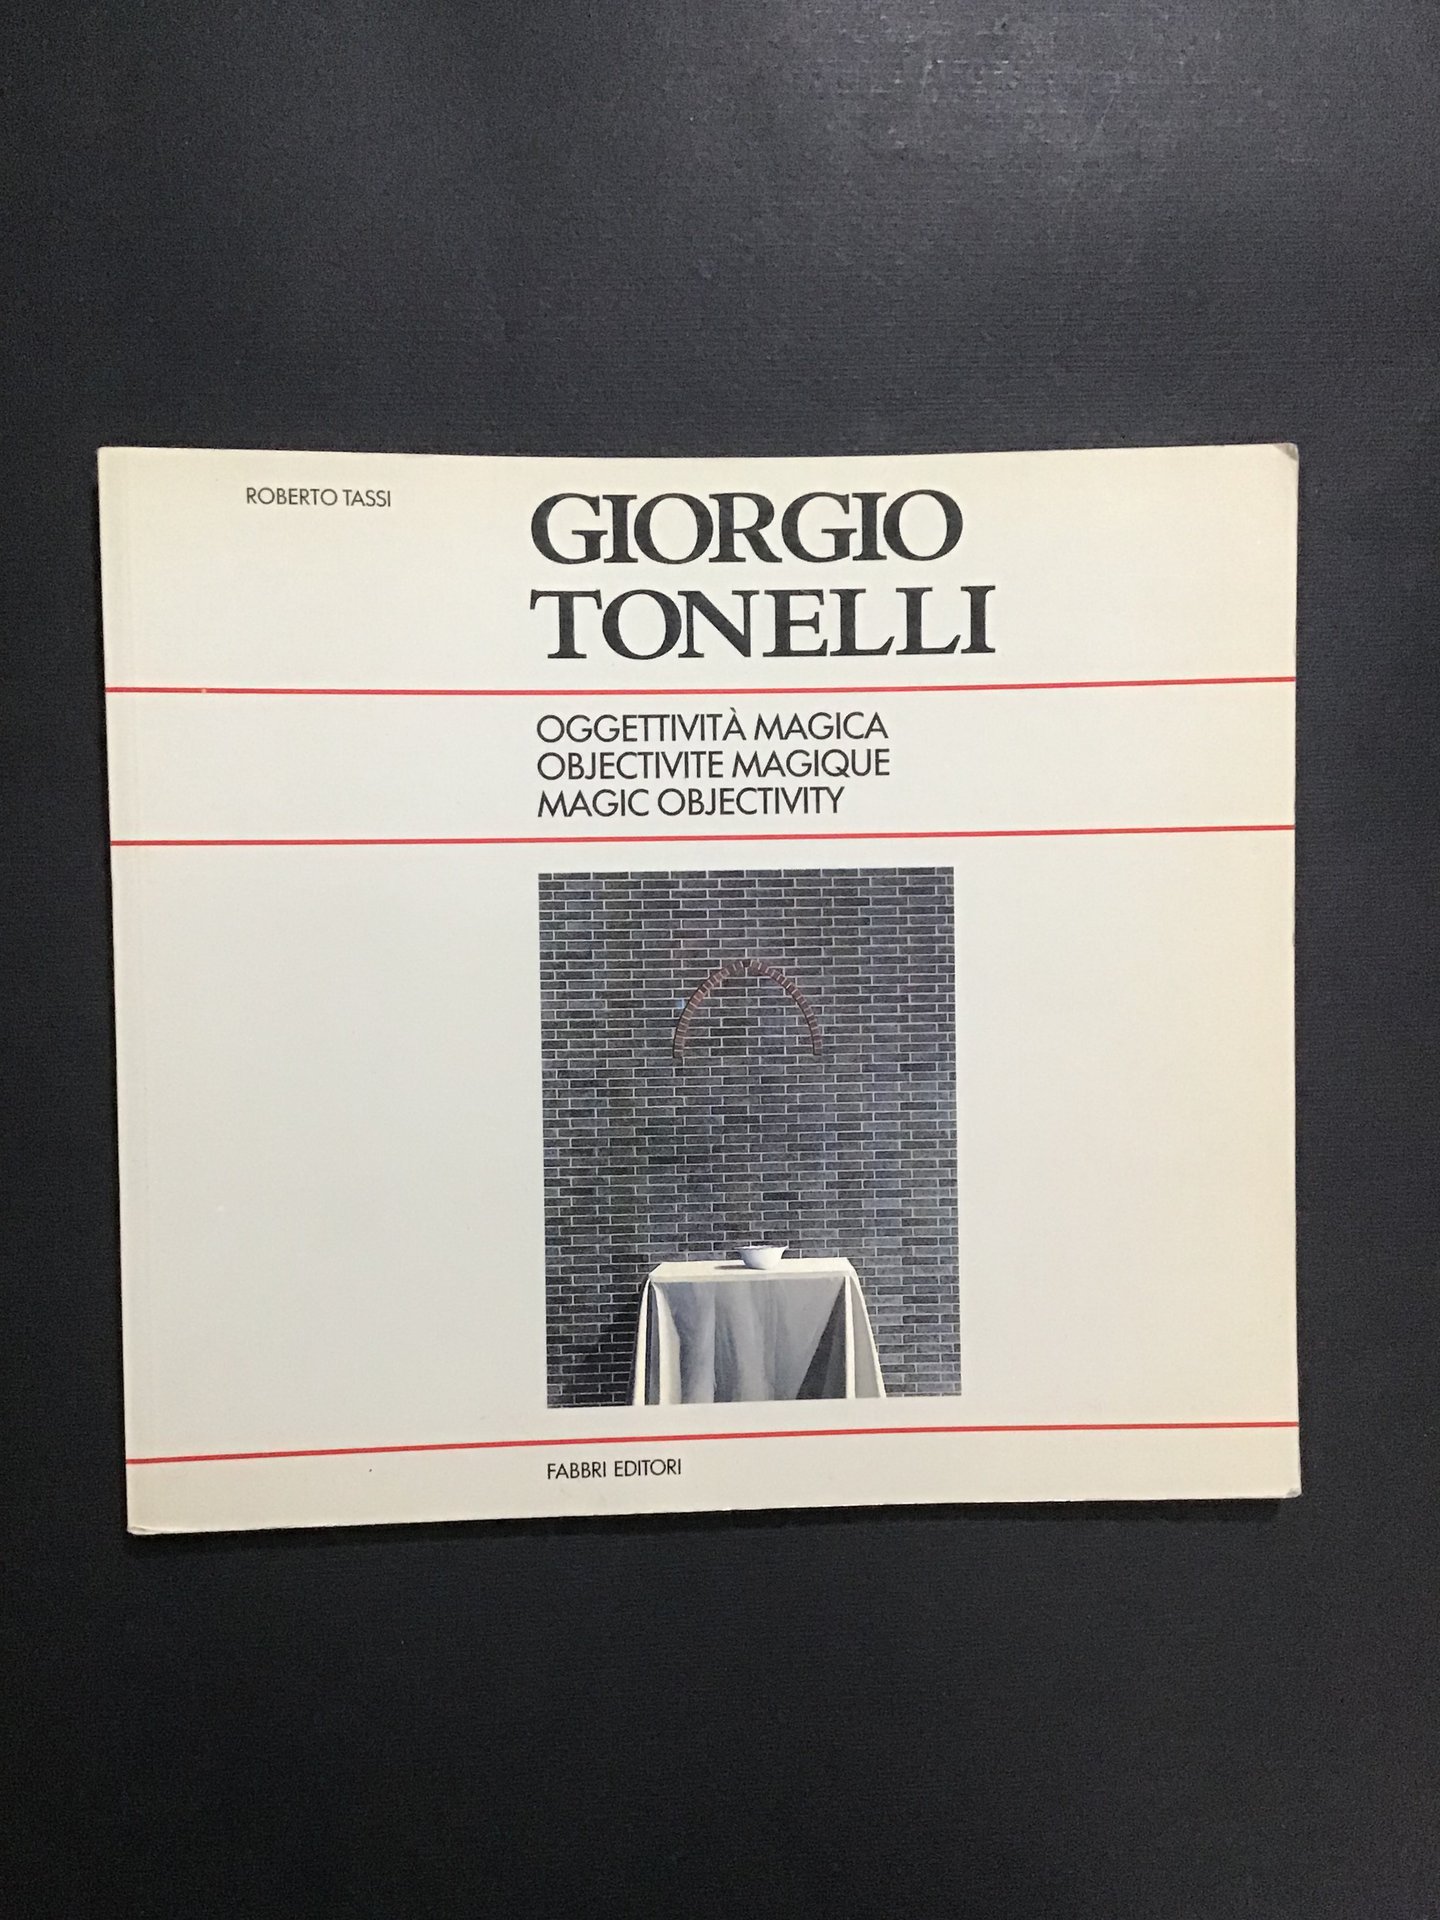 ROBERTO TASSI
GIORGIO
TONELLI
OGGETTIVITÀ MAGICA
OBJECTIVITE MAGIQUE
MAGIC OBJECTIVITY
FABBRI EDITORI